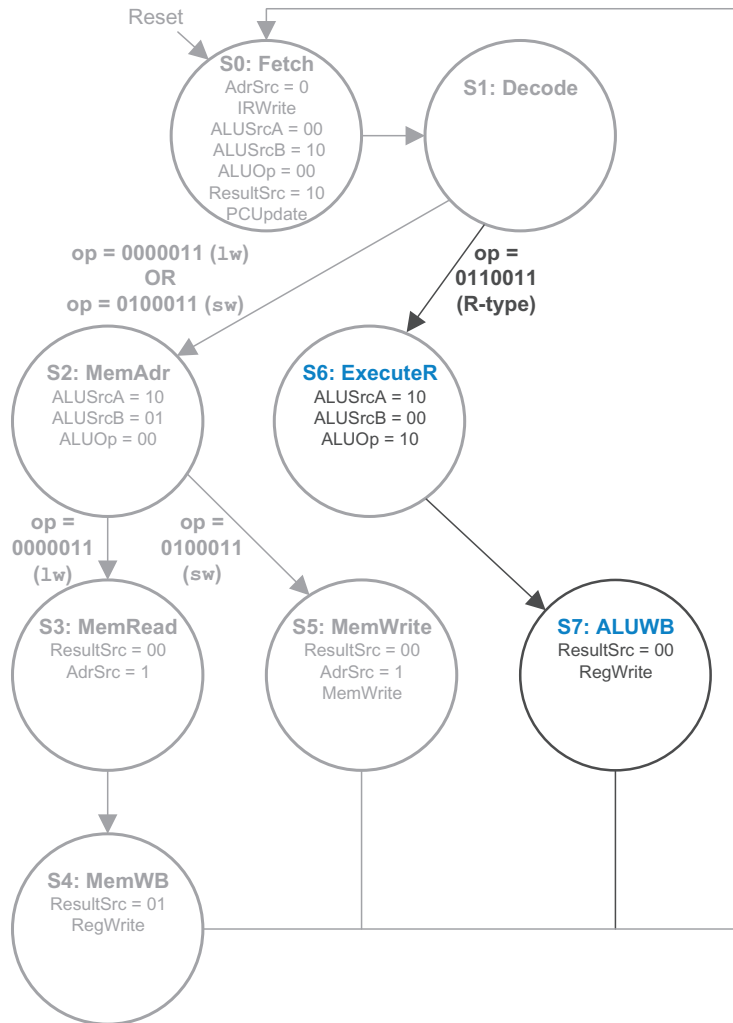 Reset
S0: Fetch
AdrSrc = 0
IRWrite
ALUSrcA = 00
ALUSrcB = 10
ALUOp = 00
ResultSrc = 10
PCUpdate
S1: Decode
op = 0000011 (lw)
OR
op = 0100011 (sw)
op =
0110011
(R-type)
S2: MemAdr
ALUSrcA = 10
ALUSrcB = 01
ALUOp = 00
S6: ExecuteR
ALUSrcA = 10
ALUSrcB = 00
ALUOp = 10
op =
0000011
(lw)
op =
0100011
(sw)
S3: MemRead
ResultSrc = 00
AdrSrc = 1
S5: MemWrite
ResultSrc = 00
AdrSrc = 1
MemWrite
S7: ALUWB
ResultSrc = 00
RegWrite
S4: MemWB
ResultSrc = 01
RegWrite